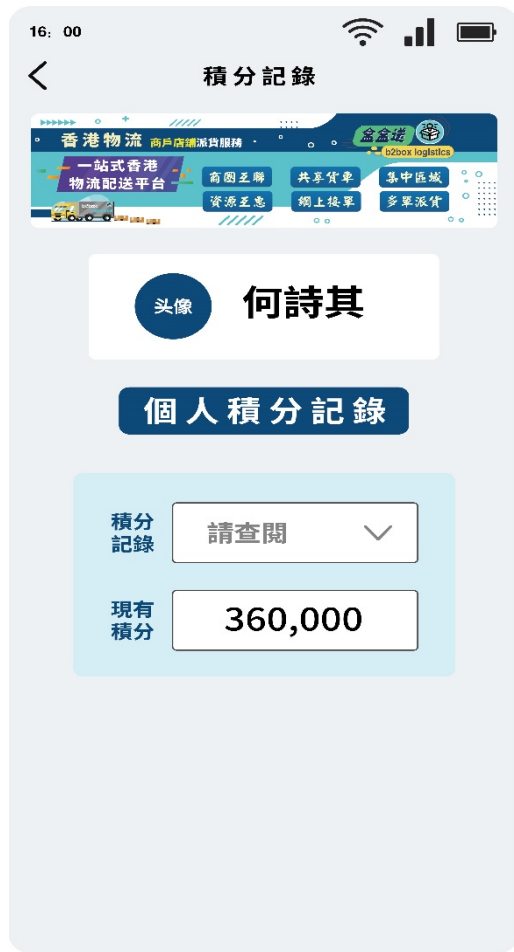 16: 00
積分記錄
香港物流 商戶店舖派貨服務
盒盒送
b2box logistics
一站式香港
物流配送平台
商圈互聯 共享貨車 集中區域
資源互惠 網上接單 多單派貨
头像 何詩其
個人積分記錄
積分
記錄
請查閱
現有
積分
360,000